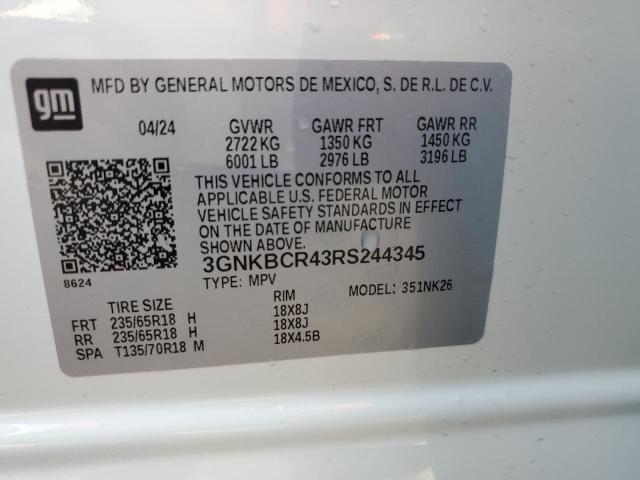 gm
MFD BY GENERAL MOTORS DE MEXICO, S. DE R.L. DE C.V.
04/24 GVWR GAWR FRT GAWR RR
2722 KG 1350 KG 1450 KG
6001 LB 2976 LB 3196 LB
THIS VEHICLE CONFORMS TO ALL
APPLICABLE U.S. FEDERAL MOTOR
VEHICLE SAFETY STANDARDS IN EFFECT
ON THE DATE OF MANUFACTURE
3GNKBCR43RS244345
8624
TYPE: MPV MODEL: 351NK26
TIRE SIZE RIM
FRT 235/65R18 H 18X8J
RR 235/65R18 H 18X8J
SPA T135/70R18 M 18X4.5B